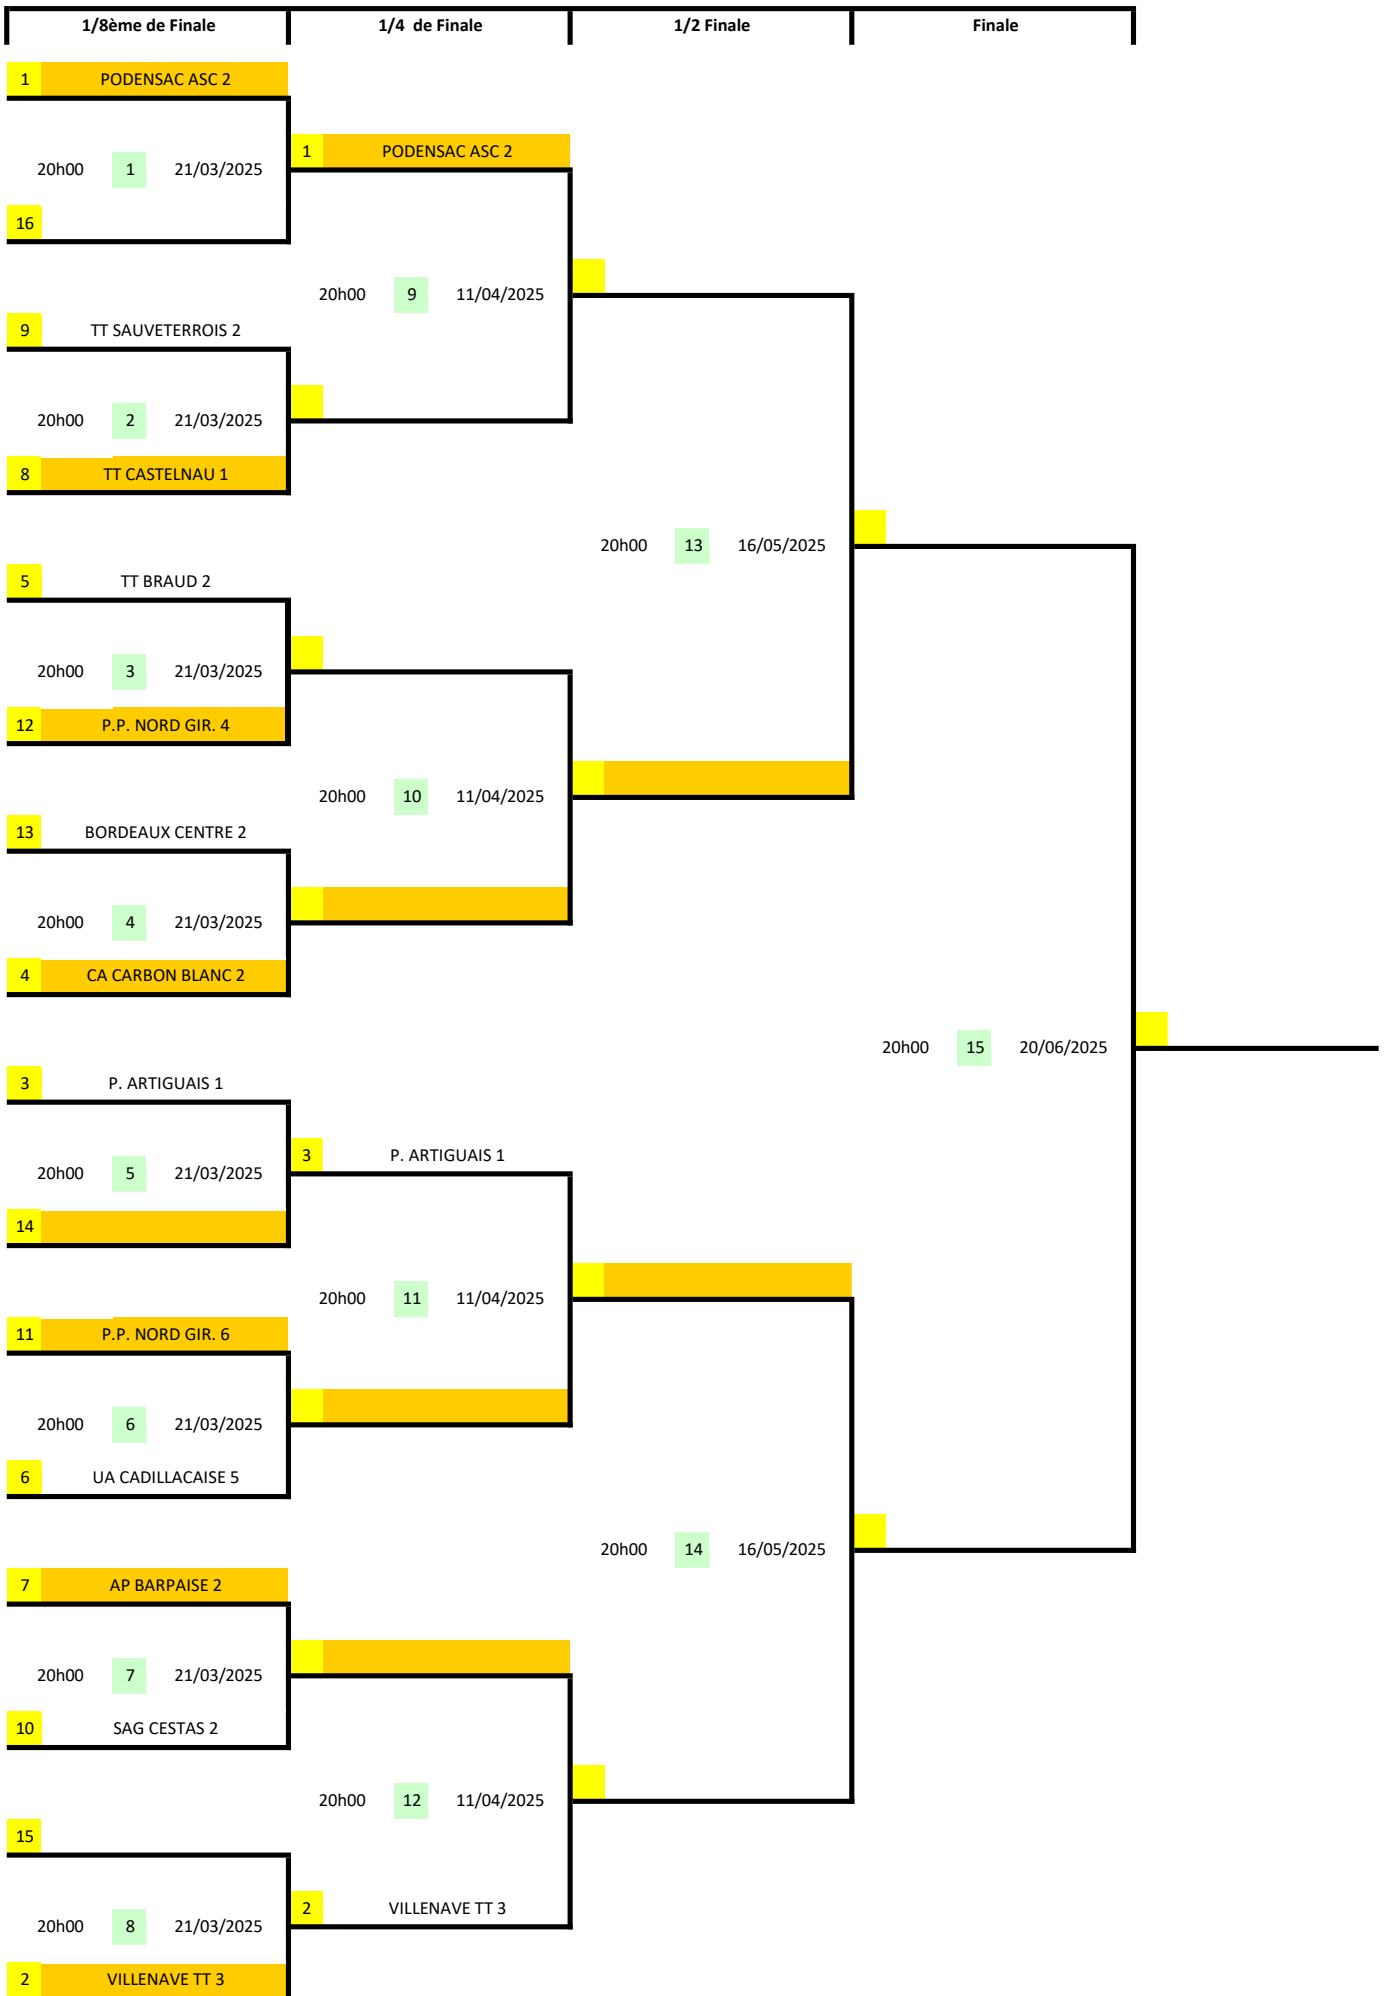 1/8ème de Finale 1/4 de Finale 1/2 Finale Finale
1 PODENSAC ASC 2
1 PODENSAC ASC 2
20h00 1 21/03/2025
16
20h00 9 11/04/2025
9 TT SAUVETERROIS 2
20h00 2 21/03/2025
8 TT CASTELNAU 1
20h00 13 16/05/2025
5 TT BRAUD 2
20h00 3 21/03/2025
12 P.P. NORD GIR. 4
20h00 10 11/04/2025
13 BORDEAUX CENTRE 2
20h00 4 21/03/2025
4 CA CARBON BLANC 2
20h00 15 20/06/2025
3 P. ARTIGUAIS 1
3 P. ARTIGUAIS 1
20h00 5 21/03/2025
14
20h00 11 11/04/2025
11 P.P. NORD GIR. 6
20h00 6 21/03/2025
6 UA CADILLACAISE 5
20h00 14 16/05/2025
7 AP BARPAISE 2
20h00 7 21/03/2025
10 SAG CESTAS 2
20h00 12 11/04/2025
15
2 VILLENAVE TT 3
20h00 8 21/03/2025
2 VILLENAVE TT 3